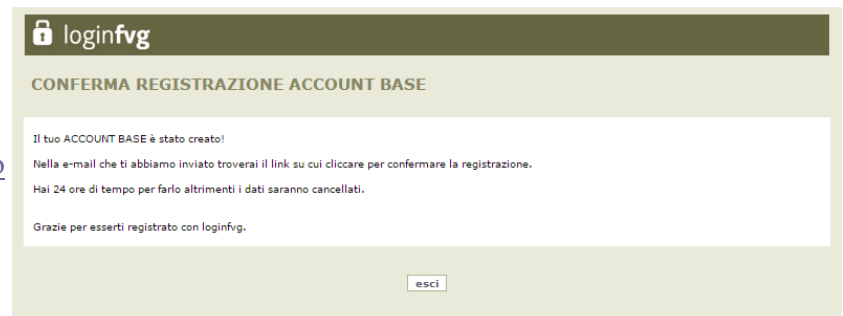 loginfvg
CONFERMA REGISTRAZIONE ACCOUNT BASE
Il tuo ACCOUNT BASE è stato creato!
Nella e-mail che ti abbiamo inviato troverai il link su cui cliccare per confermare la registrazione.
Hai 24 ore di tempo per farlo altrimenti i dati saranno cancellati.
Grazie per esserti registrato con loginfvg.
esci